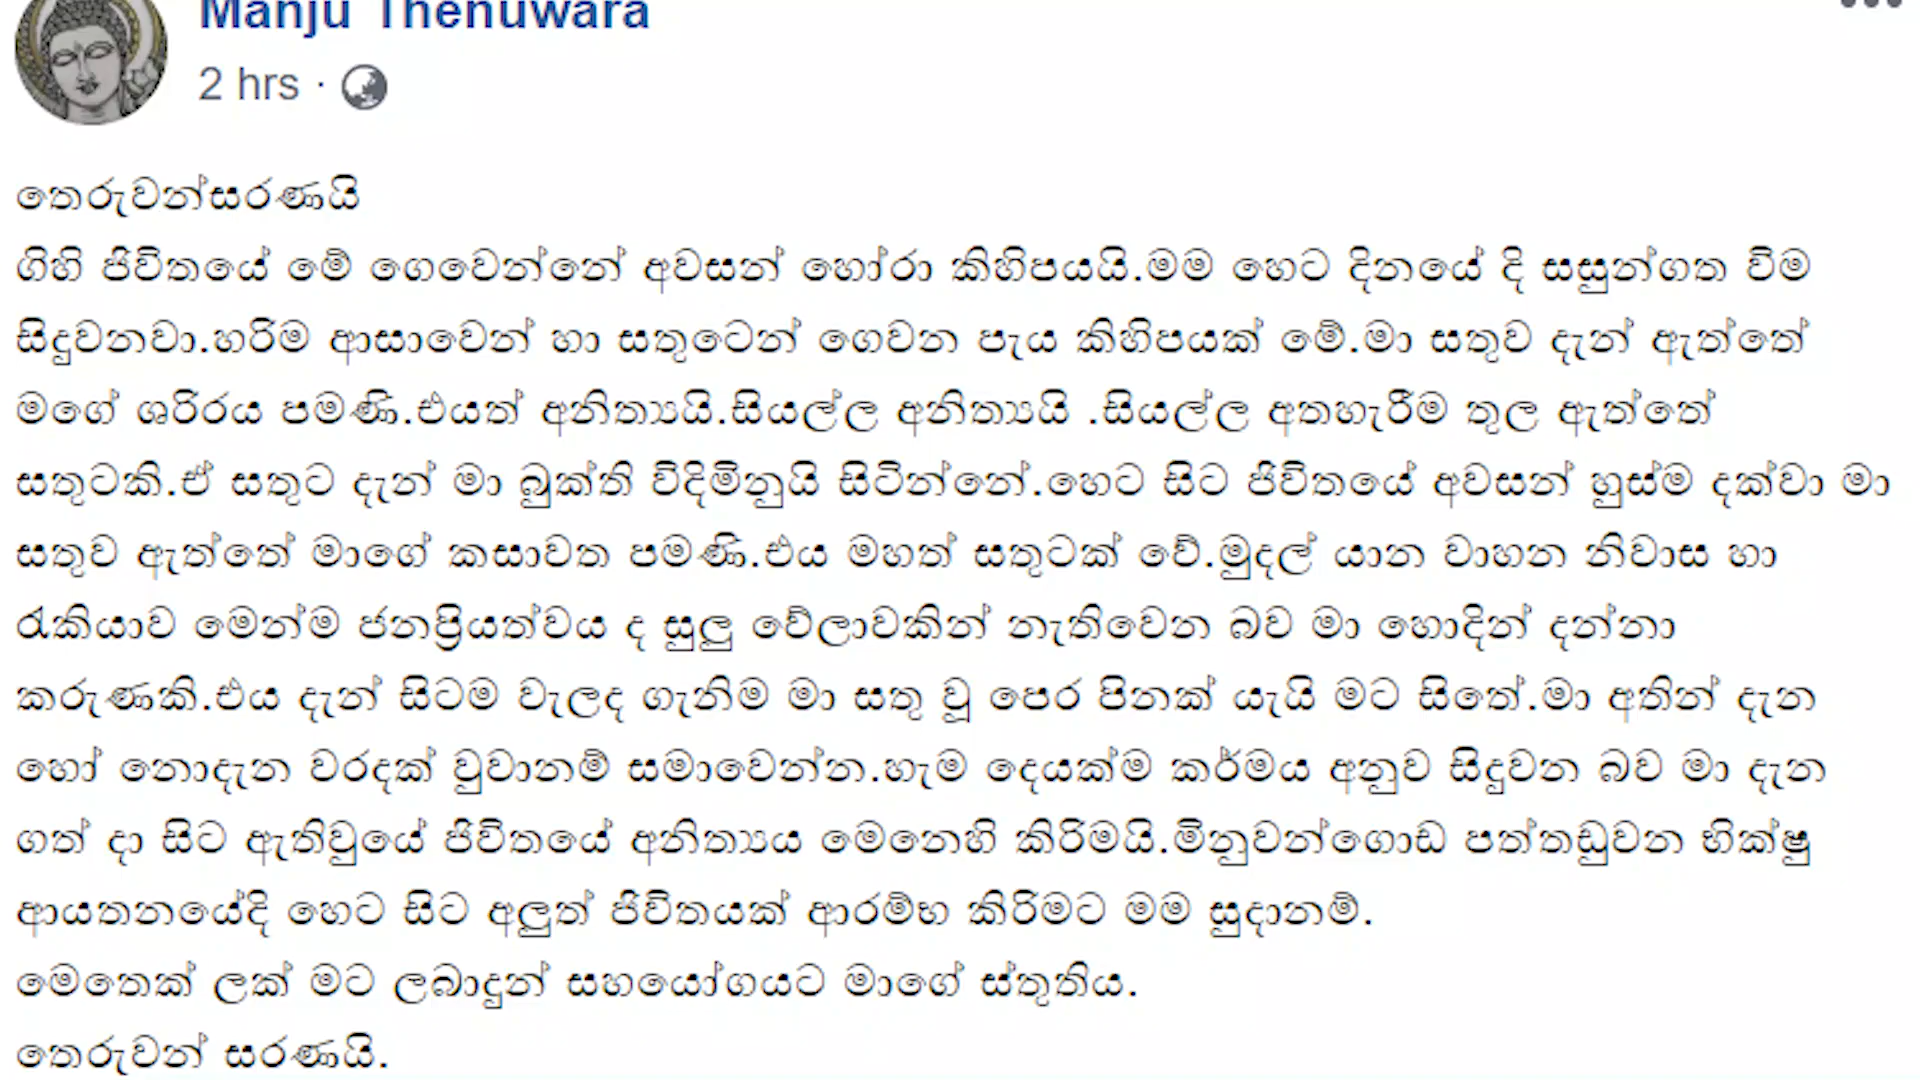 Manju Thenuwara
2 hrs ·
තෙරුවන්සරණයි
ගිහි ජිවිතයේ මේ ගෙවෙන්නේ අවසන් හෝරා කිහිපයයි.මම හෙට දිනයේ දි සසුන්ගත විම
සිදුවනවා.හරිම ආසාවෙන් හා සතුටෙන් ගෙවන පැය කිහිපයක් මේ.මා සතුව දැන් ඇත්තේ
මගේ ශරිරය පමණි.එයත් අනිත්‍යයි.සියල්ල අනිත්‍යයි .සියල්ල අතහැරීම තුල ඇත්තේ
සතුටකි.ඒ සතුට දැන් මා බුක්ති විදිමිනුයි සිටින්නේ.හෙට සිට ජිවිතයේ අවසන් හුස්ම දක්වා මා
සතුව ඇත්තේ මාගේ කසාවත පමණි.එය මහත් සතුටක් වේ.මුදල් යාන වාහන නිවාස හා
රැකියාව මෙන්ම ජනප්‍රියත්වය ද සුලු වේලාවකින් නැතිවෙන බව මා හොදින් දන්නා
කරුණකි.එය දැන් සිටම වැලද ගැනිම මා සතු වූ පෙර පිනක් යැයි මට සිතේ.මා අතින් දැන
හෝ නොදැන වරදක් වුවානම් සමාවෙන්න.හැම දෙයක්ම කර්මය අනුව සිදුවන බව මා දැන
ගත් දා සිට ඇතිවුයේ ජිවිතයේ අනිත්‍යය මෙනෙහි කිරිමයි.මිනුවන්ගොඩ පත්තඩුවන භික්ෂු
ආයතනයේදි හෙට සිට අලුත් ජිවිතයක් ආරම්භ කිරිමට මම සුදානම්.
මෙතෙක් ලක් මට ලබාදුන් සහයෝගයට මාගේ ස්තුතිය.
තෙරුවන් සරණයි.